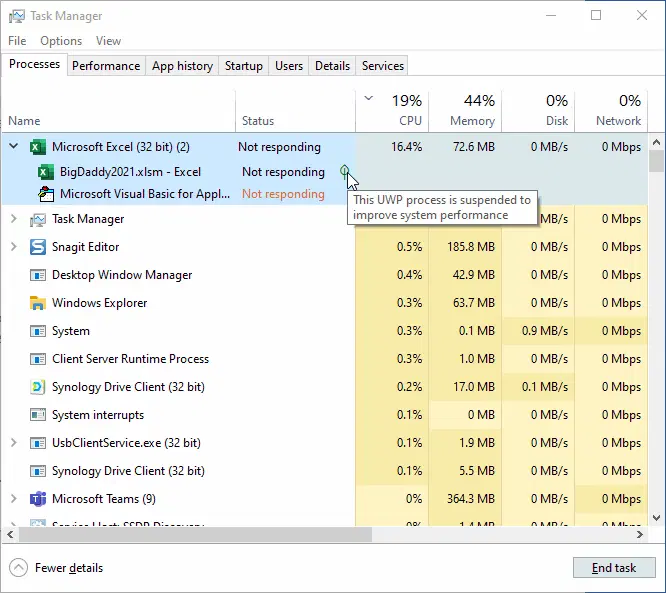 Task Manager
File Options View
Processes Performance App history Startup Users Details Services
19% 44% 0% 0%
Name Status CPU Memory Disk Network
Microsoft Excel (32 bit) (2) Not responding 16.4% 72.6 MB 0 MB/s 0 Mbps
BigDaddy2021.xlsm - Excel Not responding
Microsoft Visual Basic for Appl... Not responding
This UWP process is suspended to
improve system performance
Task Manager MB/s 0 Mbps
Snagit Editor 0.5% 185.8 MB 0 MB/s 0 Mbps
Desktop Window Manager 0.4% 42.9 MB 0 MB/s 0 Mbps
Windows Explorer 0.3% 63.7 MB 0 MB/s 0 Mbps
System 0.3% 0.1 MB 0.9 MB/s 0 Mbps
Client Server Runtime Process 0.3% 1.0 MB 0 MB/s 0 Mbps
Synology Drive Client (32 bit) 0.2% 17.0 MB 0.1 MB/s 0 Mbps
System interrupts 0.1% 0 MB 0 MB/s 0 Mbps
UsbClientService.exe (32 bit) 0.1% 1.9 MB 0 MB/s 0 Mbps
Synology Drive Client (32 bit) 0.1% 5.5 MB 0 MB/s 0 Mbps
Microsoft Teams (9) 0% 364.3 MB 0 MB/s 0 Mbps
Service Host: SSDP Discovery 0% 1.4 MB 0 MB/s 0 Mbps
Fewer details End task